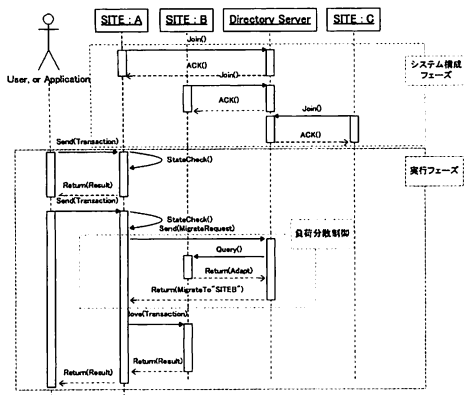 SITE : A
SITE : B
Directory Server
SITE : C
User, or Application
Join()
ACK()
Join()
ACK()
Join()
ACK()
システム構成
フェーズ
Send(Transaction)
StateCheck()
Return(Result)
実行フェーズ
Send(Transaction)
StateCheck()
Send(MigrateRequest)
負荷分散制御
Query()
Return(Adapt)
Return(MigrateTo"SITEB")
Move(Transaction)
Return(Result)
Return(Result)